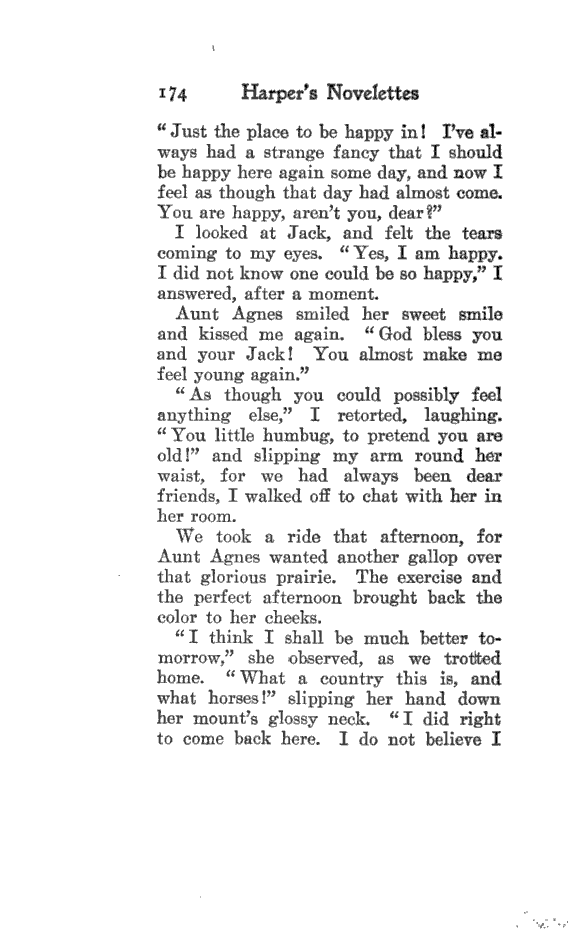 174 Harper's Novelettes
“Just the place to be happy in! I've al-
ways had a strange fancy that I should
be happy here again some day, and now I
feel as though that day had almost come.
You are happy, aren't you, dear?”
I looked at Jack, and felt the tears
coming to my eyes. “Yes, I am happy.
I did not know one could be so happy,” I
answered, after a moment.
Aunt Agnes smiled her sweet smile
and kissed me again. “God bless you
and your Jack! You almost make me
feel young again.”
“As though you could possibly feel
anything else,” I retorted, laughing.
“You little humbug, to pretend you are
old!” and slipping my arm round her
waist, for we had always been dear
friends, I walked off to chat with her in
her room.
We took a ride that afternoon, for
Aunt Agnes wanted another gallop over
that glorious prairie. The exercise and
the perfect afternoon brought back the
color to her cheeks.
“I think I shall be much better to-
morrow,” she observed, as we trotted
home. “What a country this is, and
what horses!” slipping her hand down
her mount's glossy neck. “I did right
to come back here. I do not believe I